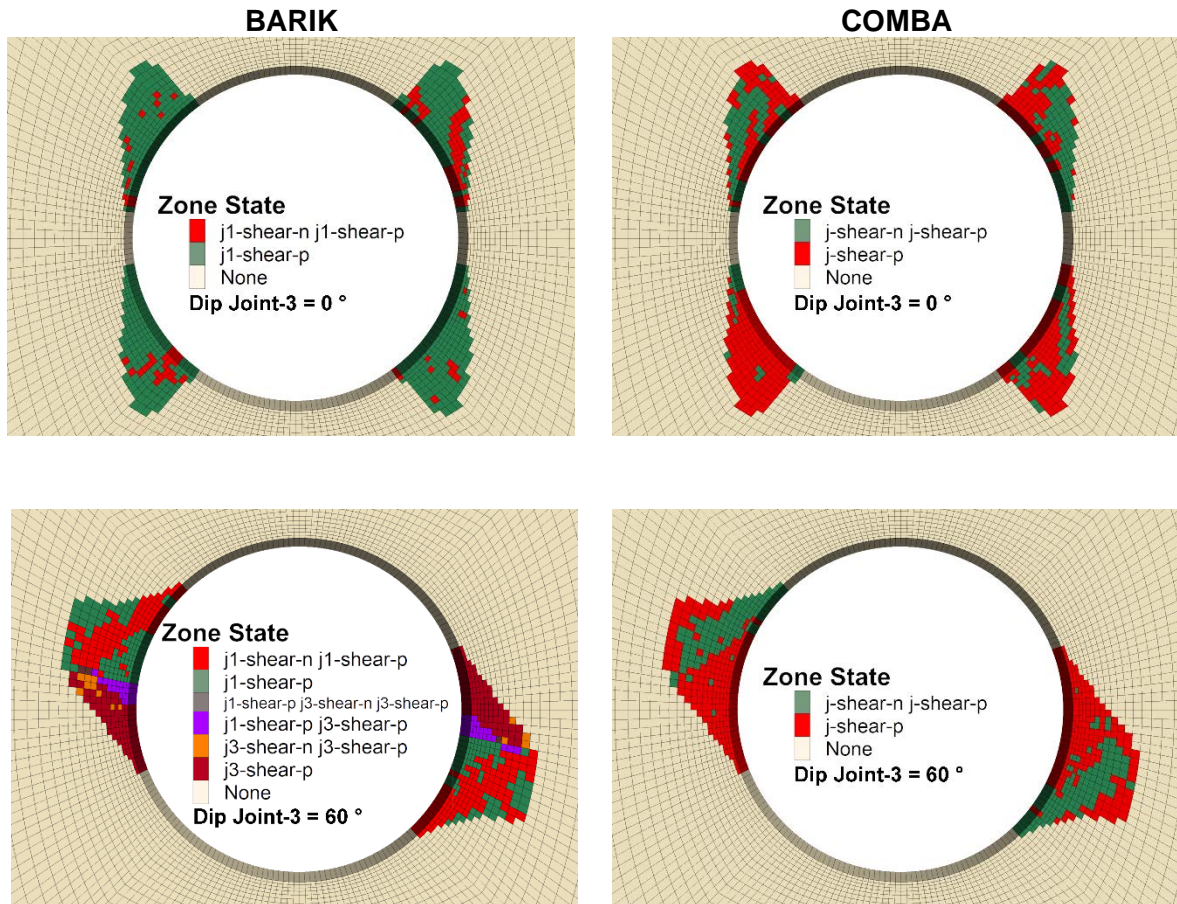 BARIK
COMBA
Zone State
j1-shear-n j1-shear-p
j1-shear-p
None
Dip Joint-3 = 0 °
Zone State
j-shear-n j-shear-p
j-shear-p
None
Dip Joint-3 = 0 °
Zone State
j1-shear-n j1-shear-p
j1-shear-p
j1-shear-p j3-shear-n j3-shear-p
j1-shear-p j3-shear-p
j3-shear-n j3-shear-p
j3-shear-p
None
Dip Joint-3 = 60 °
Zone State
j-shear-n j-shear-p
j-shear-p
None
Dip Joint-3 = 60 °